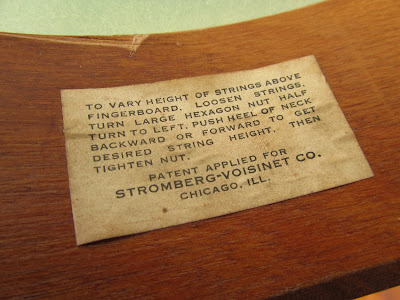 TO VARY HEIGHT OF STRINGS ABOVE
FINGERBOARD. LOOSEN STRINGS.
TURN LARGE HEXAGON NUT HALF
TURN TO LEFT. PUSH HEEL OF NECK
BACKWARD OR FORWARD TO GET
DESIRED STRING HEIGHT. THEN
TIGHTEN NUT.
PATENT APPLIED FOR
STROMBERG-VOISINET CO.
CHICAGO, ILL.